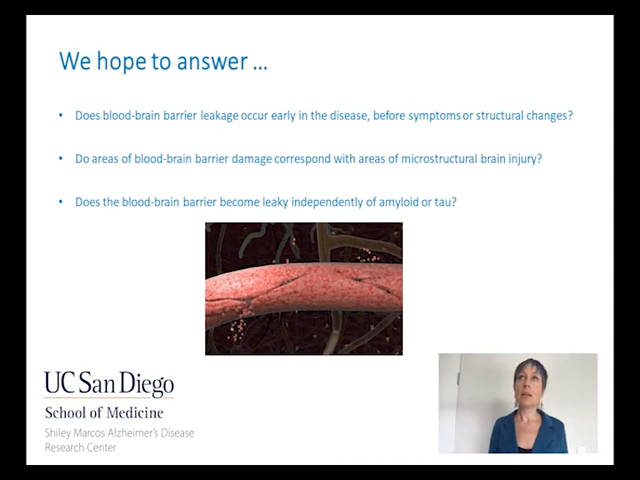 We hope to answer ...
• Does blood-brain barrier leakage occur early in the disease, before symptoms or structural changes?
• Do areas of blood-brain barrier damage correspond with areas of microstructural brain injury?
• Does the blood-brain barrier become leaky independently of amyloid or tau?
UC San Diego
School of Medicine
Shiley Marcos Alzheimer's Disease
Research Center